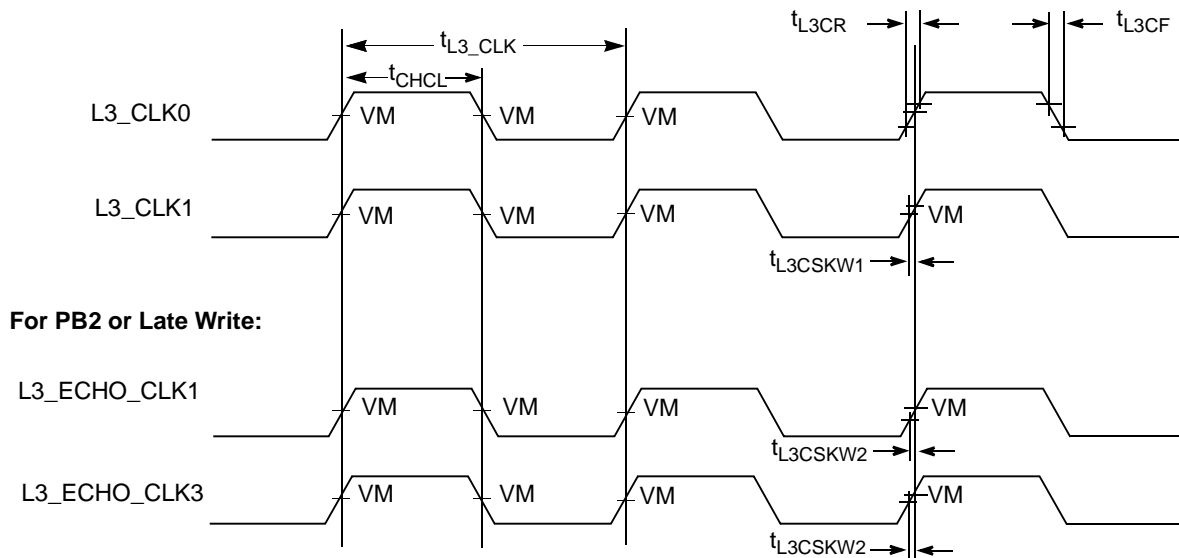 tL3CR tL3CF
tL3_CLK
tCHCL
L3_CLK0 VM VM VM
L3_CLK1 VM VM VM VM
tL3CSKW1
For PB2 or Late Write:
L3_ECHO_CLK1 VM VM VM VM
tL3CSKW2
L3_ECHO_CLK3 VM VM VM VM
tL3CSKW2